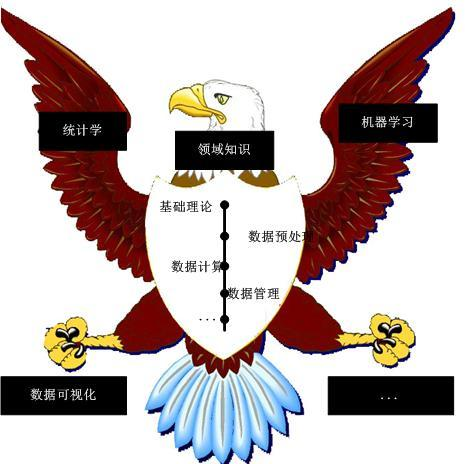 统计学
机器学习
领域知识
基础理论
数据预处理
数据计算
数据管理
...
数据可视化
...